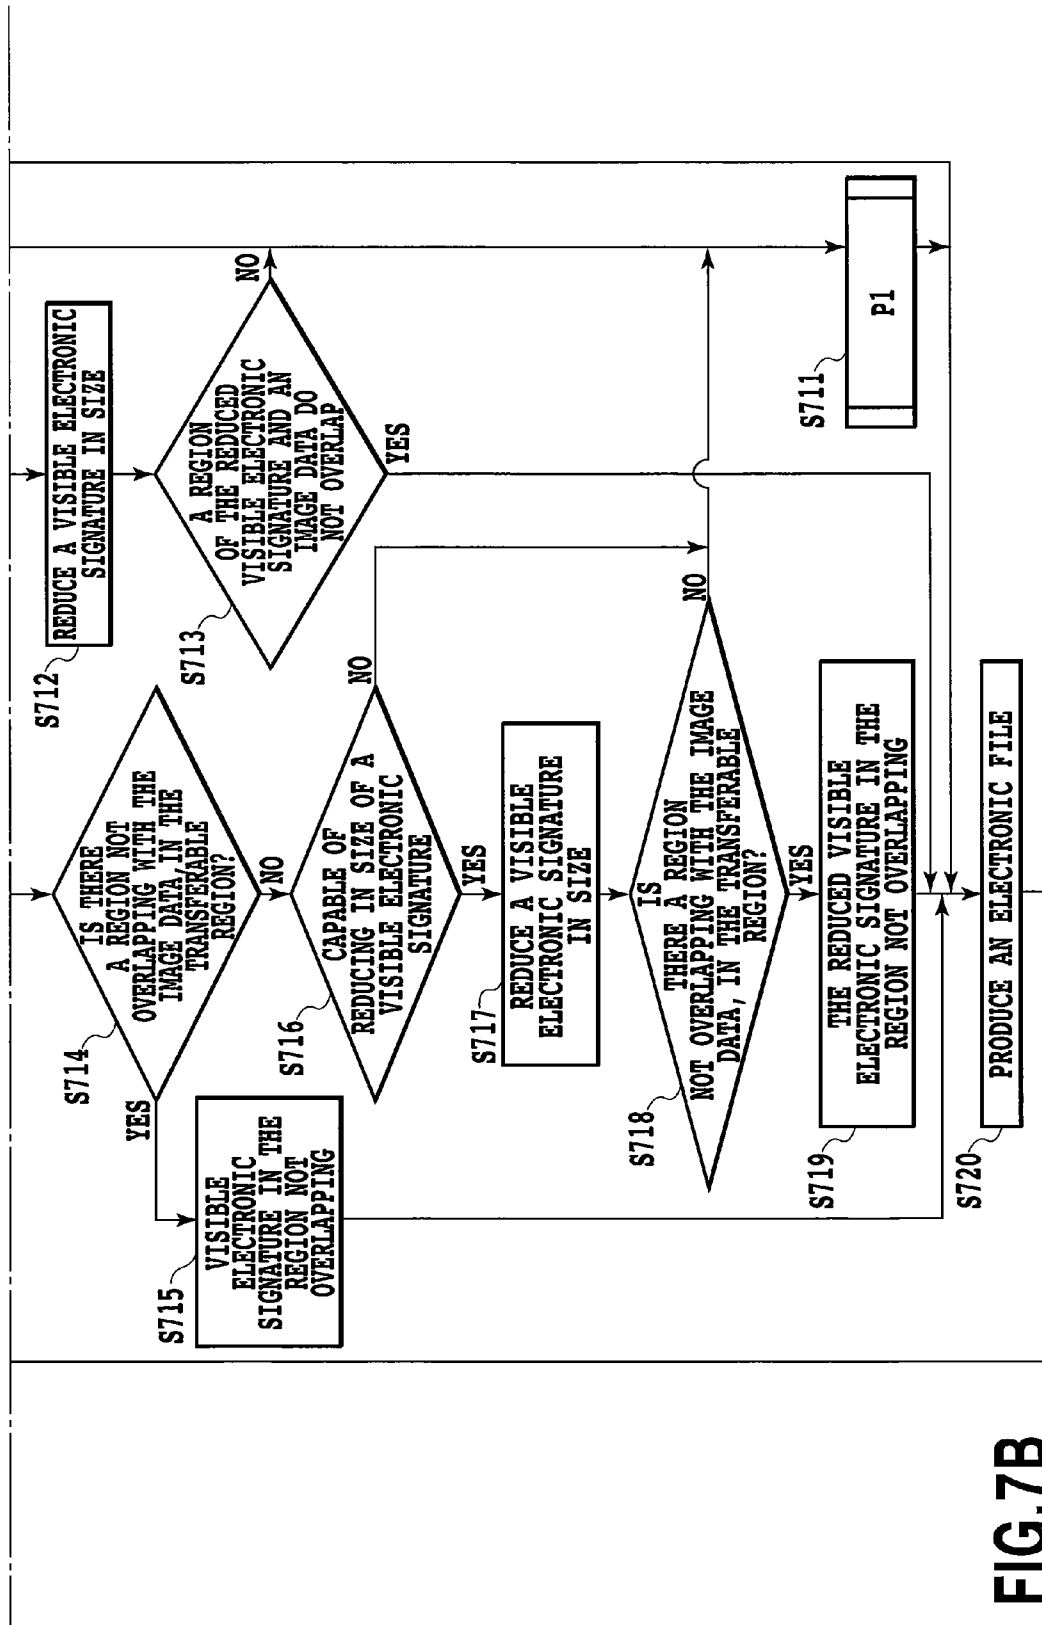 S712
REDUCE A VISIBLE ELECTRONIC
SIGNATURE IN SIZE
S713
A REGION
OF THE REDUCED
VISIBLE ELECTRONIC
SIGNATURE AND AN
IMAGE DATA DO
NOT OVERLAP
NO
YES
S714
IS THERE
A REGION NOT
OVERLAPPING WITH THE
IMAGE DATA,IN THE
TRANSFERABLE
REGION?
YES
NO
S715
VISIBLE
ELECTRONIC
SIGNATURE IN THE
REGION NOT
OVERLAPPING
S716
CAPABLE OF
REDUCING IN SIZE OF A
VISIBLE ELECTRONIC
SIGNATURE
NO
YES
S717
REDUCE A VISIBLE
ELECTRONIC SIGNATURE
IN SIZE
S718
IS
THERE A REGION
NOT OVERLAPPING WITH THE IMAGE
DATA, IN THE TRANSFERABLE
REGION?
NO
YES
S711
P1
S719
THE REDUCED VISIBLE
ELECTRONIC SIGNATURE IN THE
REGION NOT OVERLAPPING
S720
PRODUCE AN ELECTRONIC FILE
FIG.7B